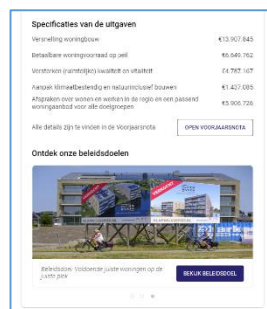 Specificaties van de uitgaven
Versnelling woningbouw €13.907.845
Betaalbare woningvoorraad op peil €6.649.762
Versterken (ruimtelijke) kwaliteit en vitaliteit €4.787.107
Aanpak klimaatbestendig en natuurinclusief bouwen €1.437.085
Afspraken over wonen en werken in de regio en een passend woningaanbod voor alle doelgroepen €5.906.726
Alle details zijn te vinden in de Voorjaarsnota OPEN VOORJAARSNOTA
Ontdek onze beleidsdoelen
Beleidsdoel: Voldoende juiste woningen op de
juiste plek
BEKIJK BELEIDSDOEL